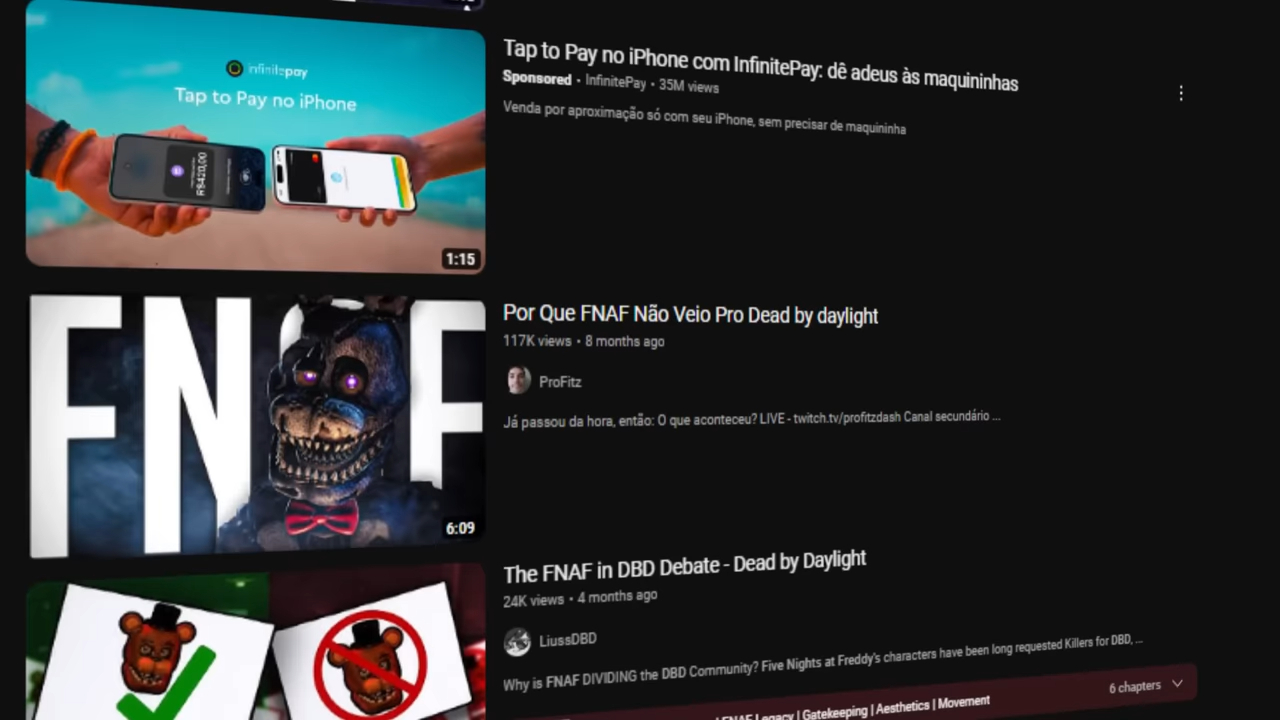 infinitepay
Tap to Pay no iPhone
R$420,00
1:15
Tap to Pay no iPhone com InfinitePay: dê adeus às maquininhas
Sponsored • InfinitePay • 35M views
Venda por aproximação só com seu iPhone, sem precisar de maquininha
FNAF
6:09
Por Que FNAF Não Veio Pro Dead by daylight
117K views • 8 months ago
ProFitz
Já passou da hora, então: O que aconteceu? LIVE - twitch.tv/profitzdash Canal secundário ...
The FNAF in DBD Debate - Dead by Daylight
24K views • 4 months ago
LiussDBD
Why is FNAF DIVIDING the DBD Community? Five Nights at Freddy's characters have been long requested Killers for DBD, ...
| FNAF Legacy | Gatekeeping | Aesthetics | Movement
6 chapters